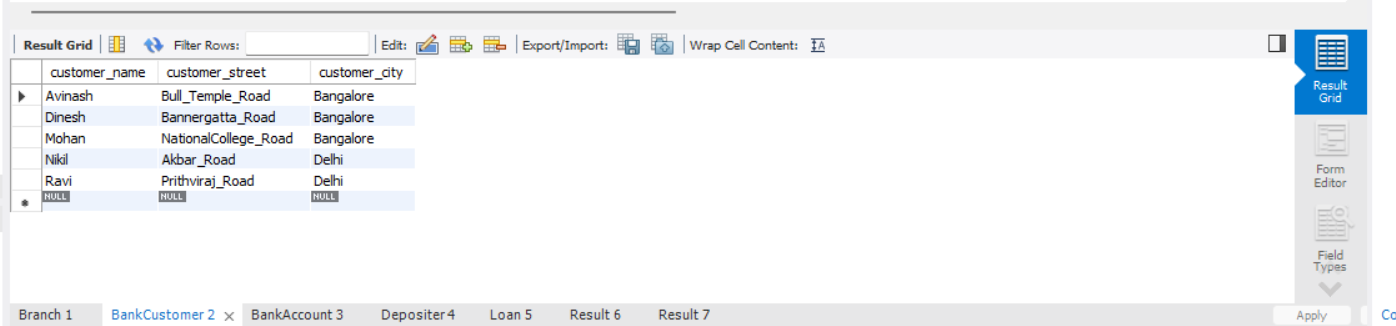 Result Grid Filter Rows: Edit: Export/Import: Wrap Cell Content: IA
customer_name customer_street customer_city
Avinash Bull_Temple_Road Bangalore
Dinesh Bannergatta_Road Bangalore
Mohan NationalCollege_Road Bangalore
Nikil Akbar_Road Delhi
Ravi Prithviraj_Road Delhi
NULL NULL NULL
Result
Grid
Form
Editor
Field
Types
Branch 1 BankCustomer 2 × BankAccount 3 Depositer 4 Loan 5 Result 6 Result 7 Apply Co